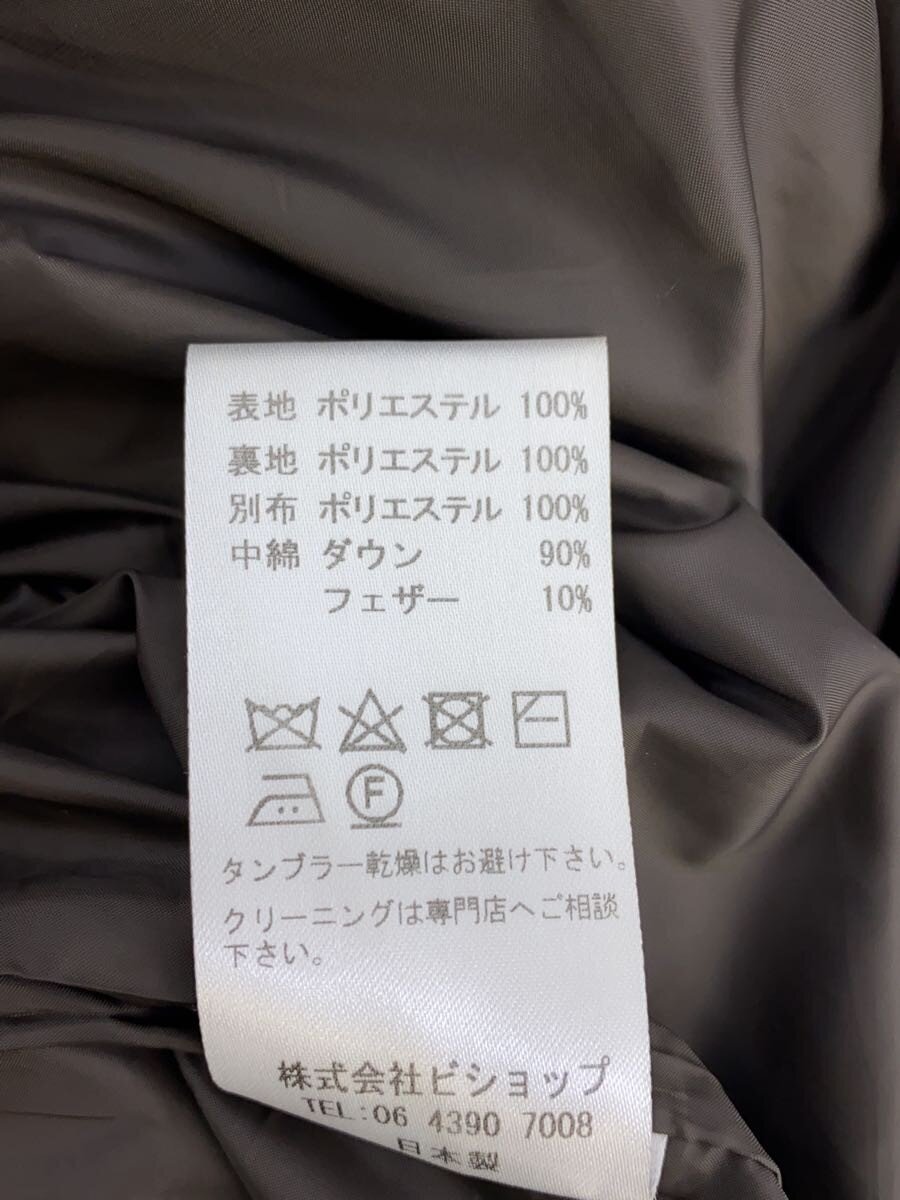 表地 ポリエステル 100%
裏地 ポリエステル 100%
別布 ポリエステル 100%
中綿 ダウン 90%
フェザー 10%
F
タンブラー乾燥はお避け下さい。
クリーニングは専門店へご相談
下さい。
株式会社ビショップ
TEL:06 4390 7008
日本製